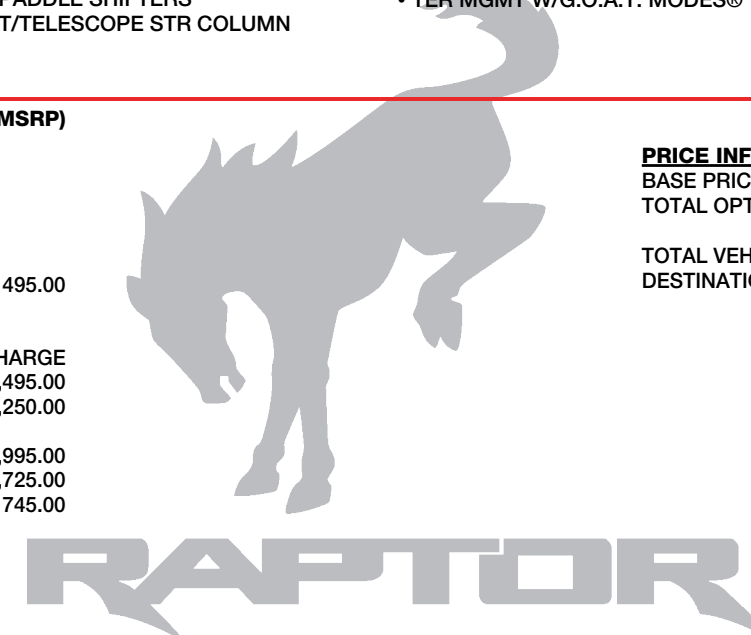 PADDLE SHIFTERS
T/TELESCOPE STR COLUMN
• TER MGMT W/G.O.A.T. MODES®
MSRP)
495.00
HARGE
,495.00
,250.00
,995.00
,725.00
745.00
PRICE INF
BASE PRIC
TOTAL OPT
TOTAL VEH
DESTINATIO
RAPTOR